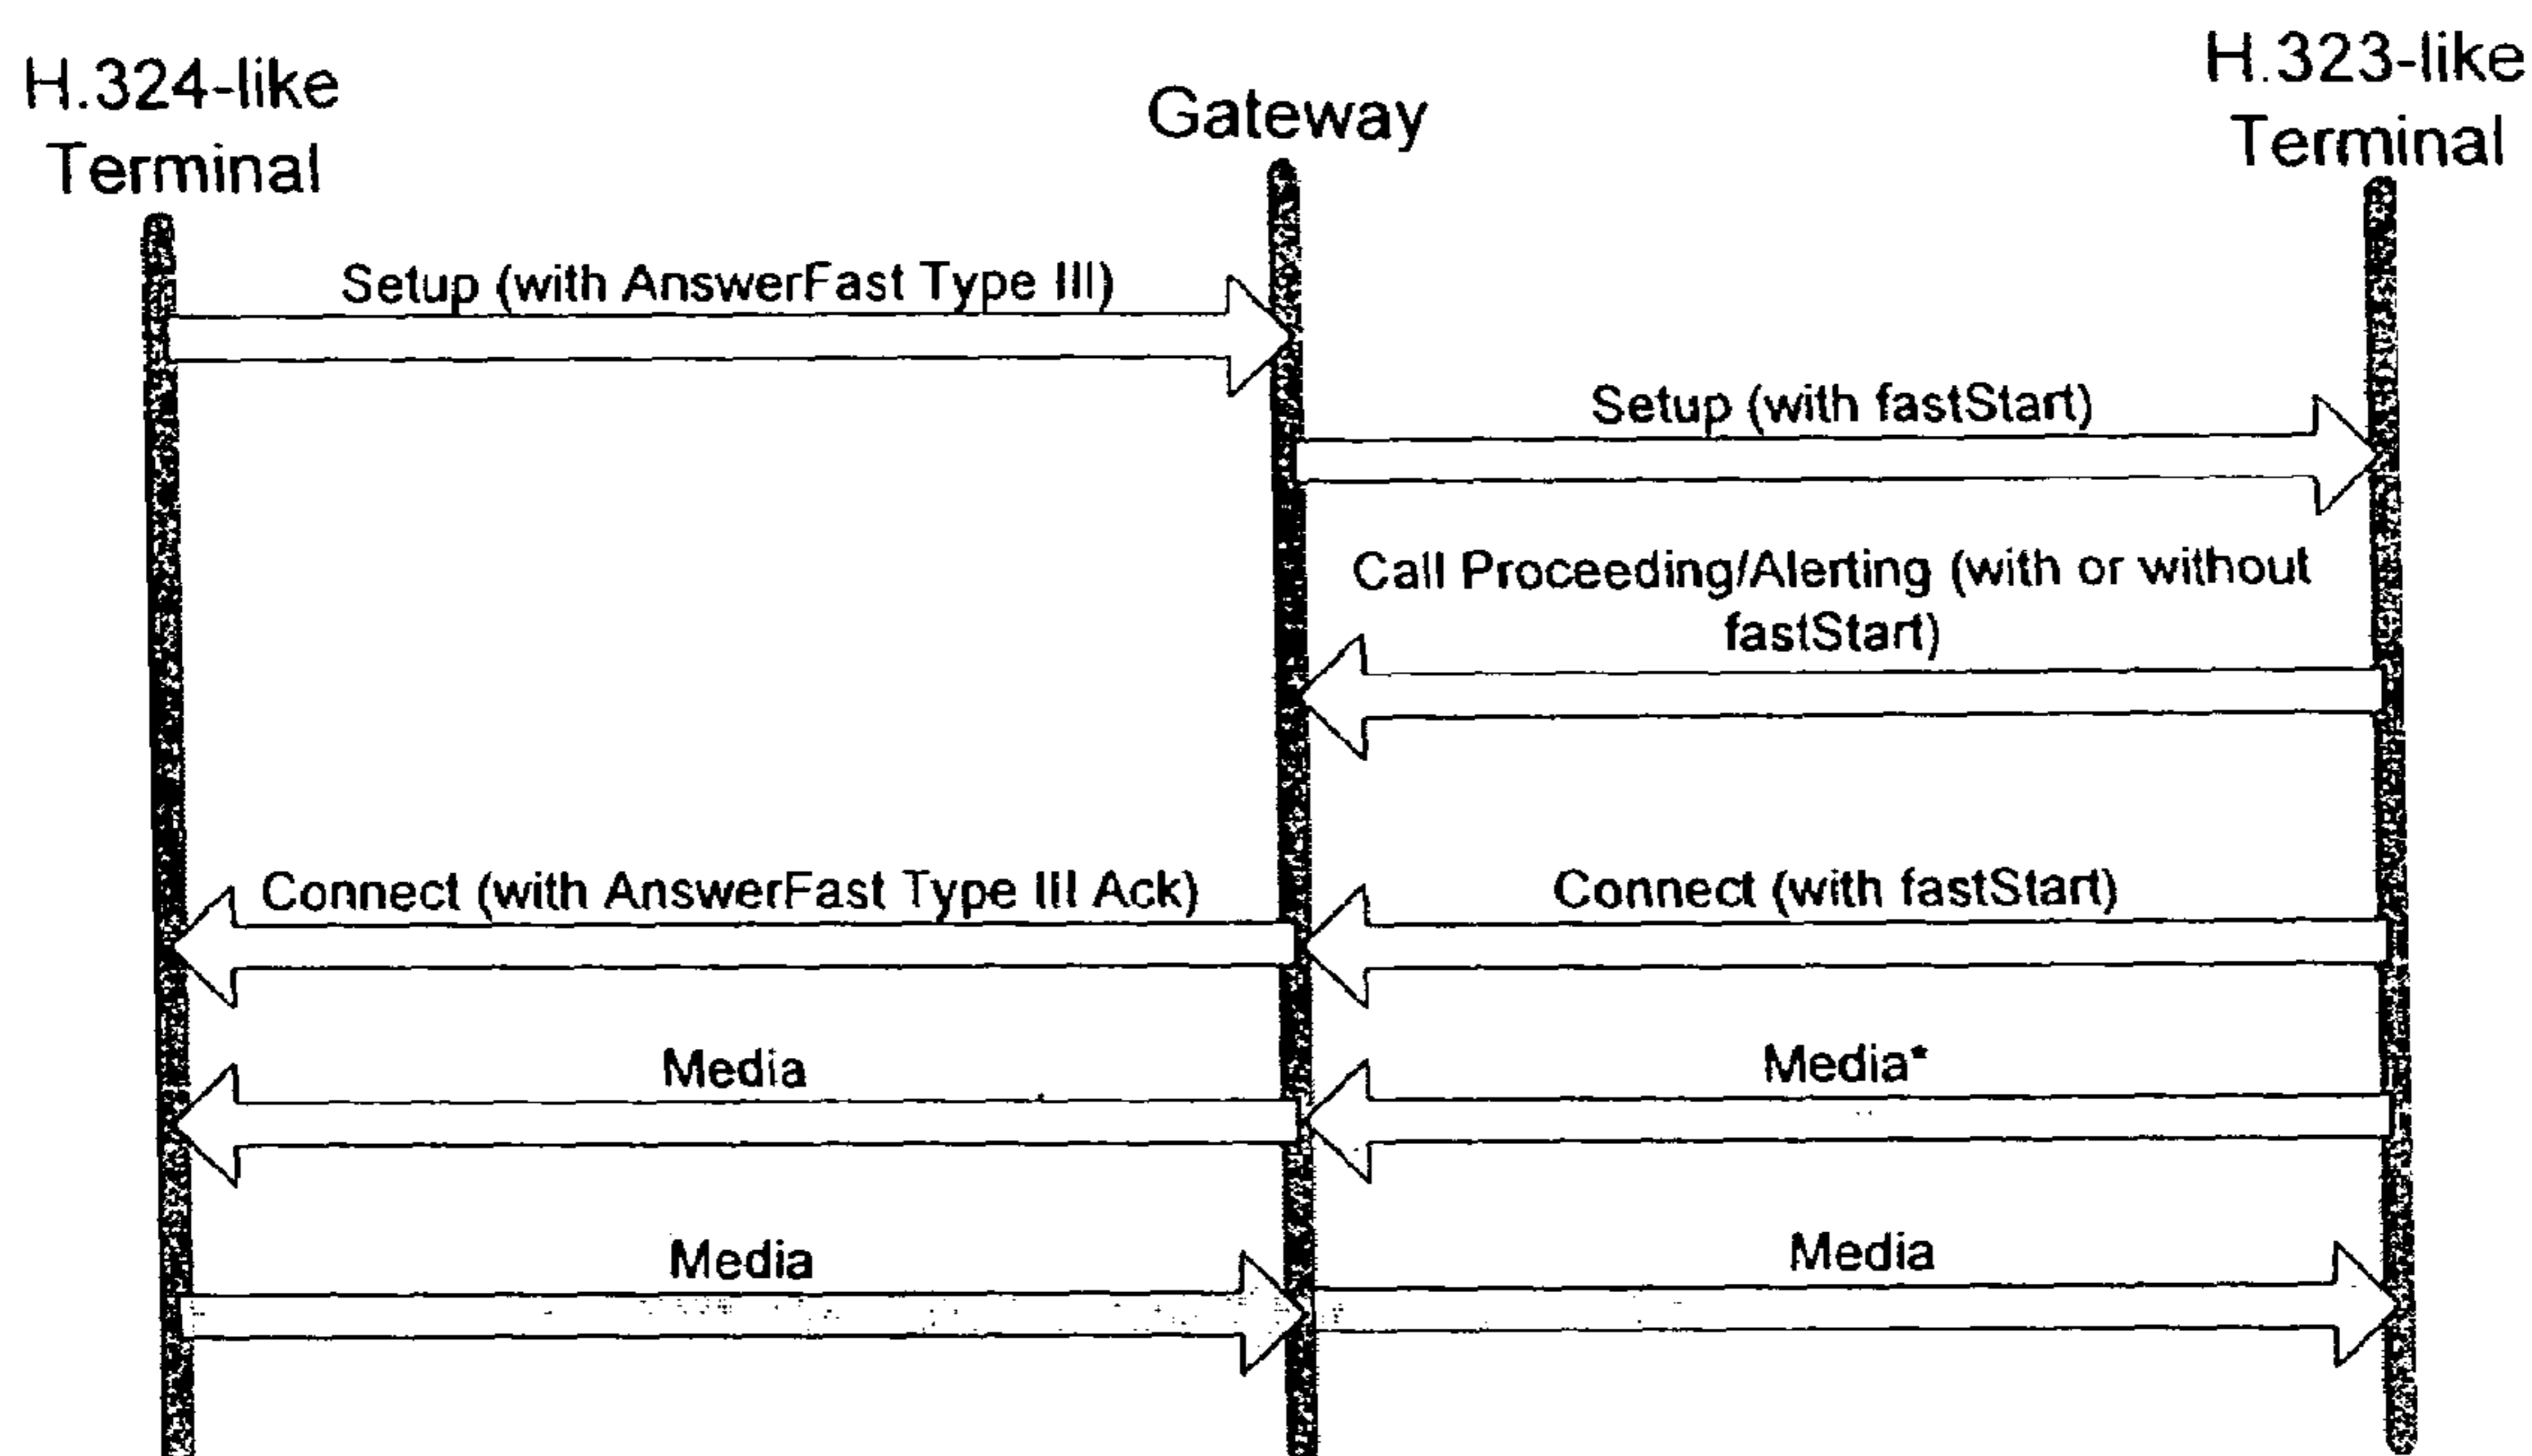 H.324-like
Terminal
Gateway
H.323-like
Terminal
Setup (with AnswerFast Type III)
Setup (with fastStart)
Call Proceeding/Alerting (with or without
fastStart)
Connect (with AnswerFast Type III Ack)
Connect (with fastStart)
Media
Media*
Media
Media